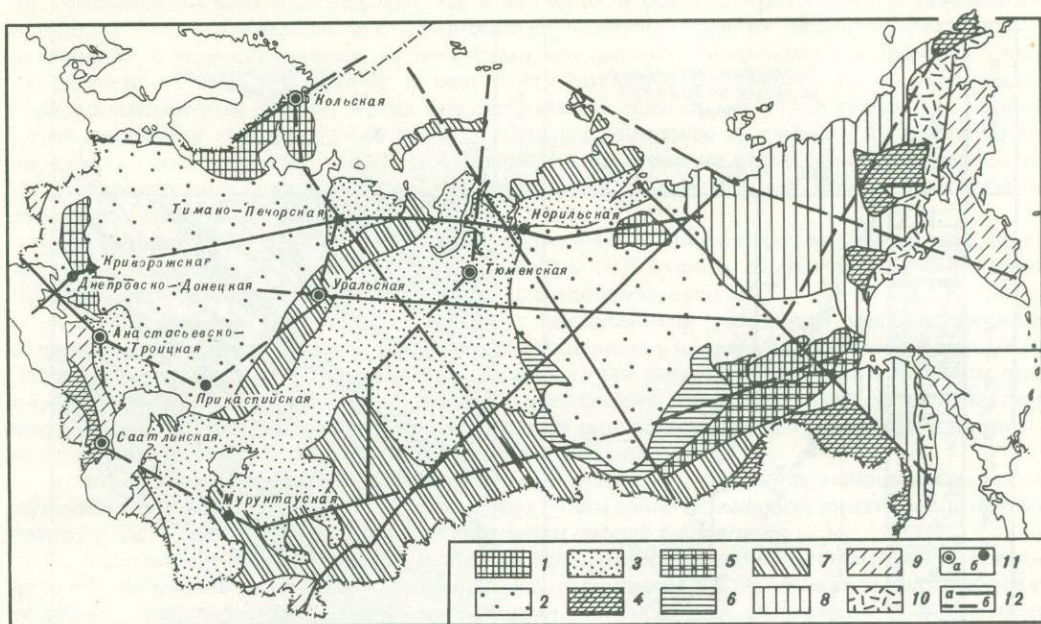 Кольская
Тимано-Печорская
Норильская
Криворожская
Тюменская
Днепровско-Донецкая
Уральская
Анастасьевско-
Троицкая
Прикаспийская
Саатлинская
Мурунтауская
1 3 5 7 9 а б 11
2 4 6 8 10 а б 12